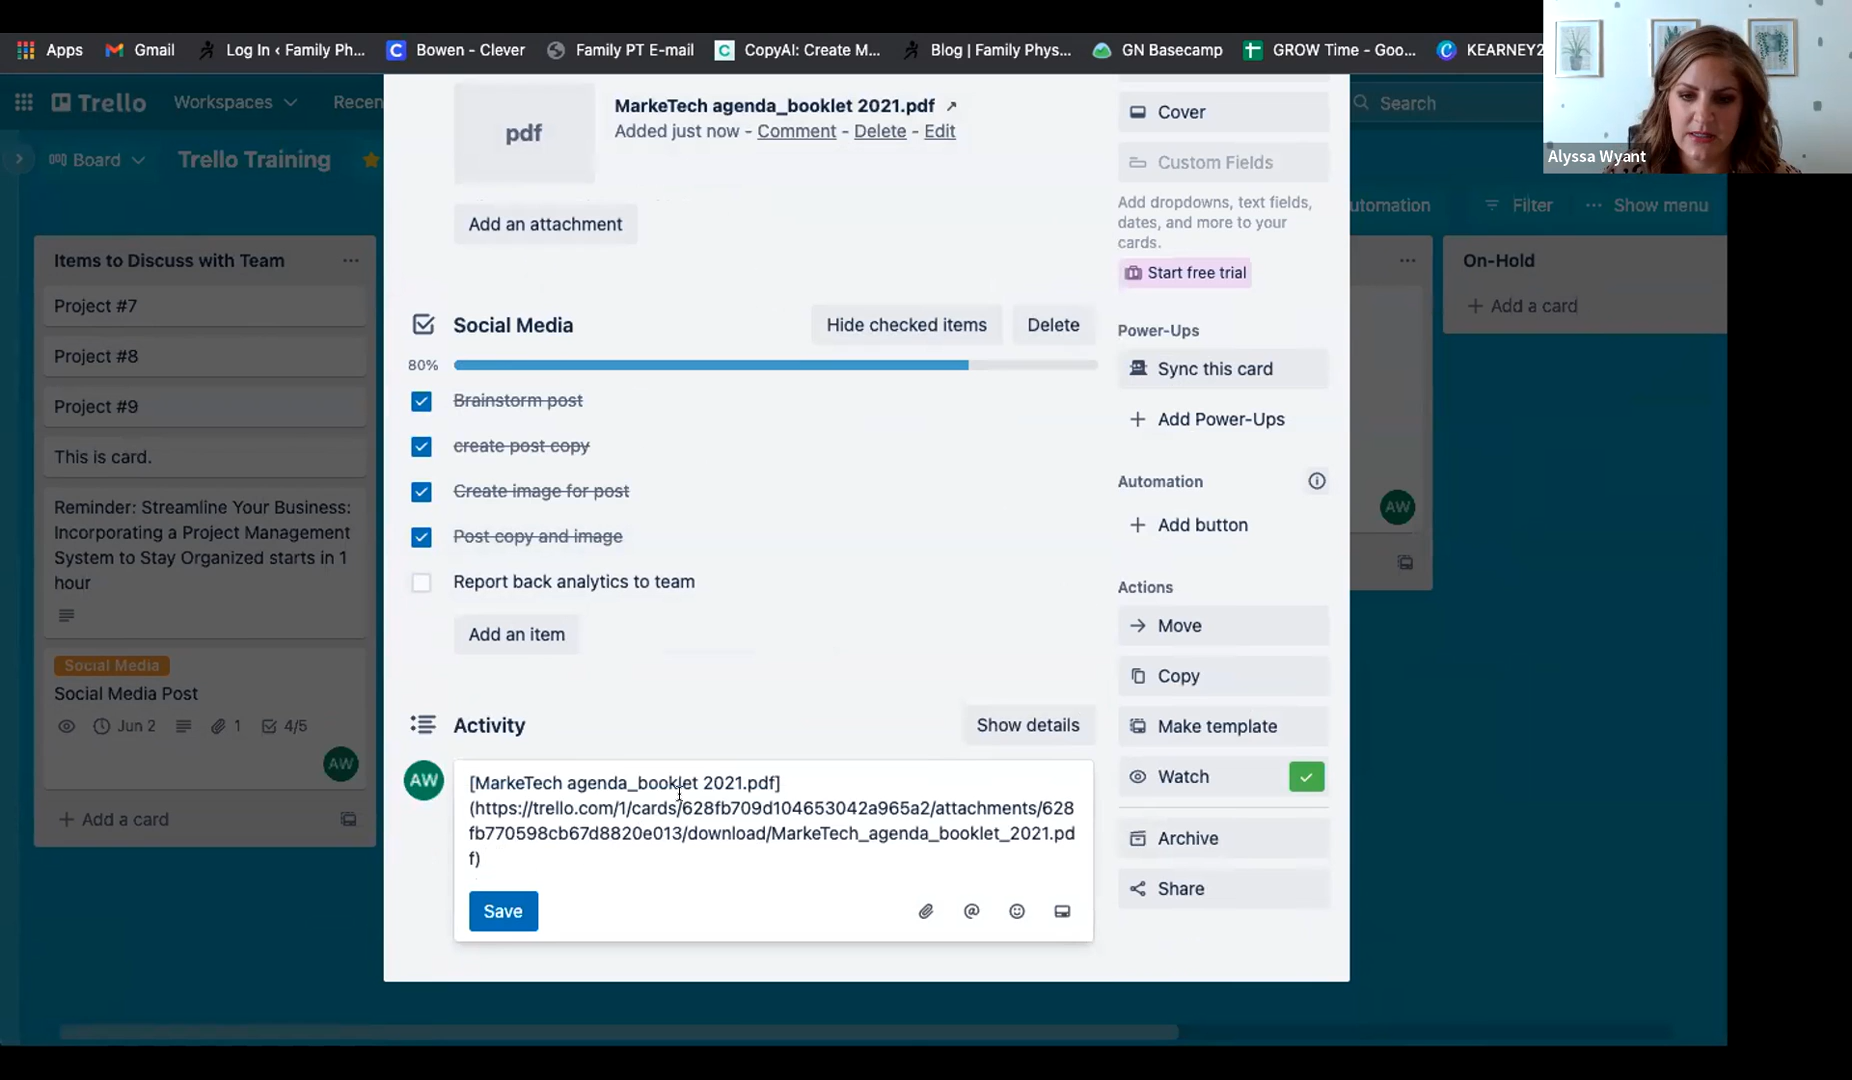 Apps
Gmail
Log In ‹ Family Ph...
Bowen - Clever
Family PT E-mail
CopyAI: Create M...
Blog | Family Phys...
GN Basecamp
GROW Time - Goo...
KEARNEY2
Alyssa Wyant
Trello
Workspaces
Recen
Search
Board
Trello Training
utomation
Filter
Show menu
Items to Discuss with Team
Project #7
Project #8
Project #9
This is card.
Reminder: Streamline Your Business:
Incorporating a Project Management
System to Stay Organized starts in 1
hour
Social Media
Social Media Post
Jun 2
1
4/5
AW
+ Add a card
pdf
MarkeTech agenda_booklet 2021.pdf ↗
Added just now - Comment - Delete - Edit
Add an attachment
Social Media
Hide checked items
Delete
80%
Brainstorm post
create post copy
Create image for post
Post copy and image
Report back analytics to team
Add an item
Activity
Show details
AW
[MarkeTech agenda_booklet 2021.pdf]
(https://trello.com/1/cards/628fb709d104653042a965a2/attachments/628
fb770598cb67d8820e013/download/MarkeTech_agenda_booklet_2021.pd
f)
Save
@
Cover
Custom Fields
Add dropdowns, text fields,
dates, and more to your
cards.
Start free trial
Power-Ups
Sync this card
+ Add Power-Ups
Automation
+ Add button
Actions
Move
Copy
Make template
Watch
Archive
Share
AW
On-Hold
+ Add a card